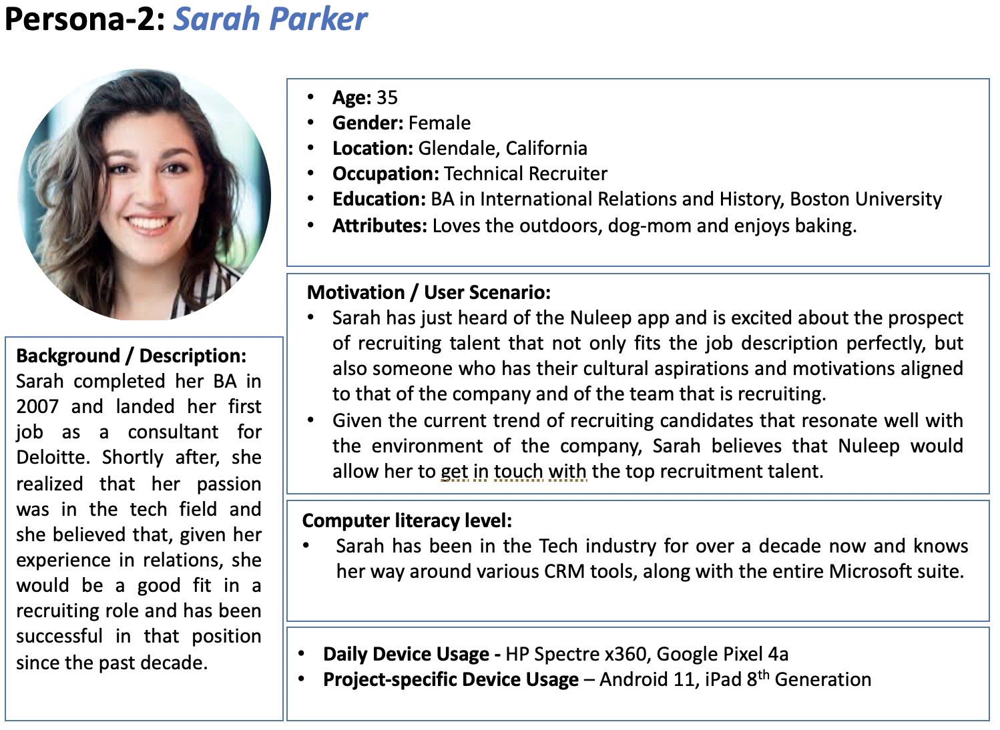 Persona-2: Sarah Parker
• Age: 35
• Gender: Female
• Location: Glendale, California
• Occupation: Technical Recruiter
• Education: BA in International Relations and History, Boston University
• Attributes: Loves the outdoors, dog-mom and enjoys baking.
Motivation / User Scenario:
• Sarah has just heard of the Nuleep app and is excited about the prospect
of recruiting talent that not only fits the job description perfectly, but
also someone who has their cultural aspirations and motivations aligned
to that of the company and of the team that is recruiting.
• Given the current trend of recruiting candidates that resonate well with
the environment of the company, Sarah believes that Nuleep would
allow her to get in touch with the top recruitment talent.
Background / Description:
Sarah completed her BA in
2007 and landed her first
job as a consultant for
Deloitte. Shortly after, she
realized that her passion
was in the tech field and
she believed that, given her
experience in relations, she
would be a good fit in a
recruiting role and has been
successful in that position
since the past decade.
Computer literacy level:
• Sarah has been in the Tech industry for over a decade now and knows
her way around various CRM tools, along with the entire Microsoft suite.
• Daily Device Usage - HP Spectre x360, Google Pixel 4a
• Project-specific Device Usage – Android 11, iPad 8th Generation